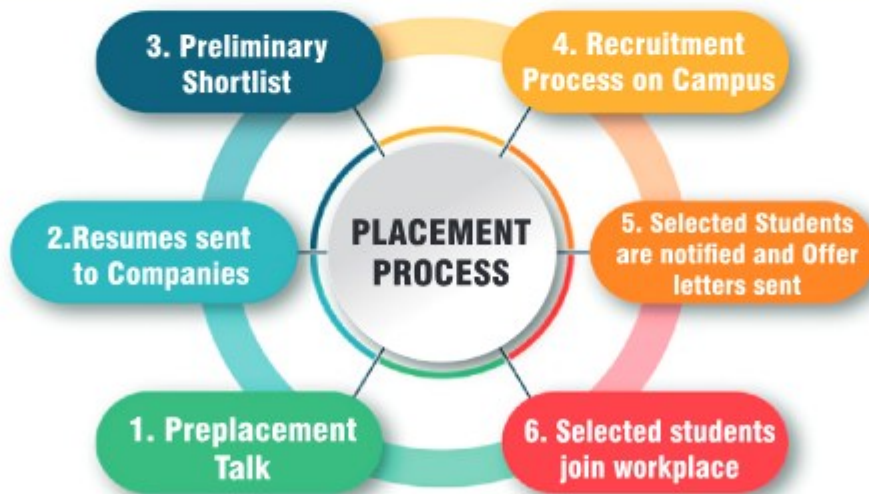 3. Preliminary
Shortlist
4. Recruitment
Process on Campus
2.Resumes sent
to Companies
PLACEMENT
PROCESS
5. Selected Students
are notified and Offer
letters sent
1. Preplacement
Talk
6. Selected students
join workplace